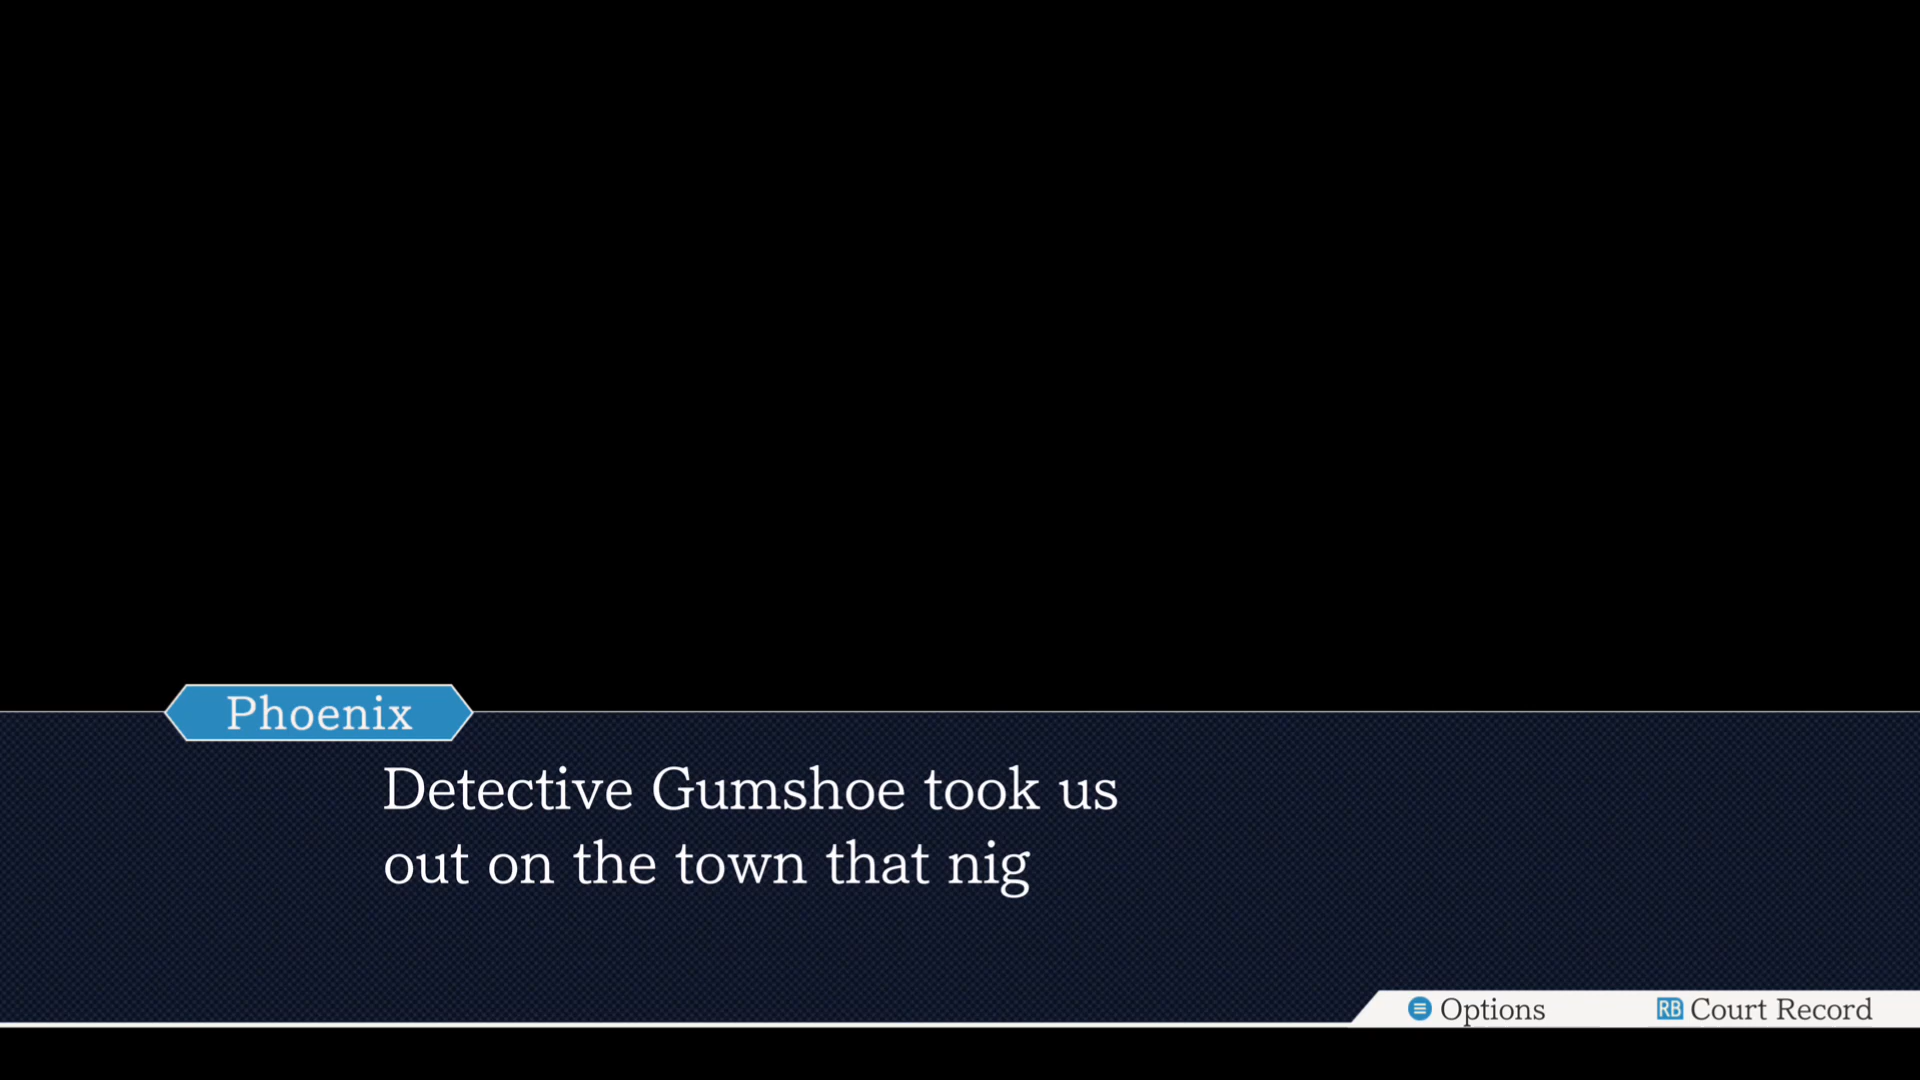 Phoenix
Detective Gumshoe took us
out on the town that nig
Options
RB Court Record